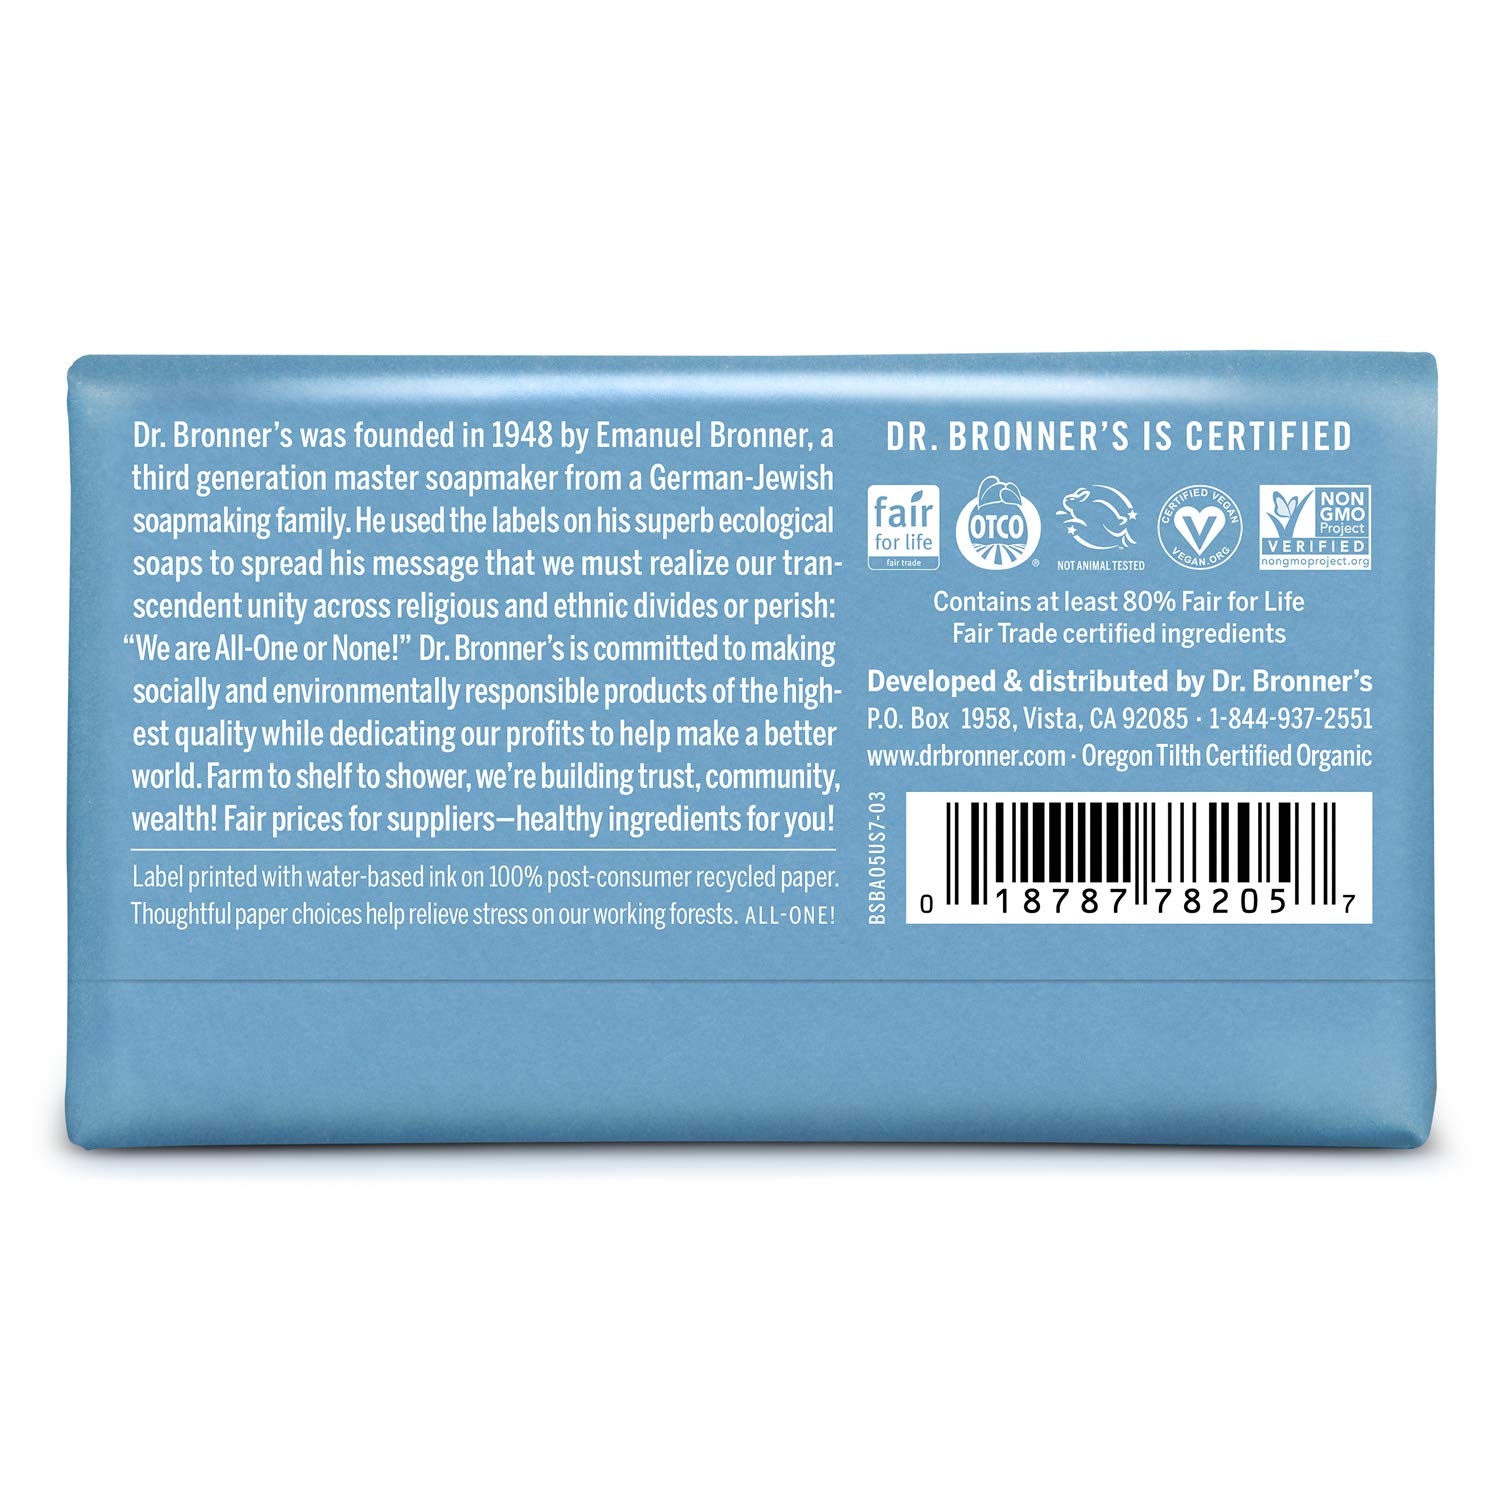 Dr. Bronner's was founded in 1948 by Emanuel Bronner, a
third generation master soapmaker from a German-Jewish
soapmaking family. He used the labels on his superb ecological
soaps to spread his message that we must realize our tran-
scendent unity across religious and ethnic divides or perish:
“We are All-One or None!” Dr. Bronner's is committed to making
socially and environmentally responsible products of the high-
est quality while dedicating our profits to help make a better
world. Farm to shelf to shower, we're building trust, community,
wealth! Fair prices for suppliers—healthy ingredients for you!
Label printed with water-based ink on 100% post-consumer recycled paper.
Thoughtful paper choices help relieve stress on our working forests. ALL-ONE!
DR. BRONNER'S IS CERTIFIED
fair
for life
fair trade
OTCO
®
NOT ANIMAL TESTED
CERTIFIED VEGAN
V
VEGAN.ORG
NON
GMO
Project
VERIFIED
nongmoproject.org
Contains at least 80% Fair for Life
Fair Trade certified ingredients
Developed & distributed by Dr. Bronner's
P.O. Box 1958, Vista, CA 92085 · 1-844-937-2551
www.drbronner.com · Oregon Tilth Certified Organic
BSBA05US7-03
0 18787 78205 7